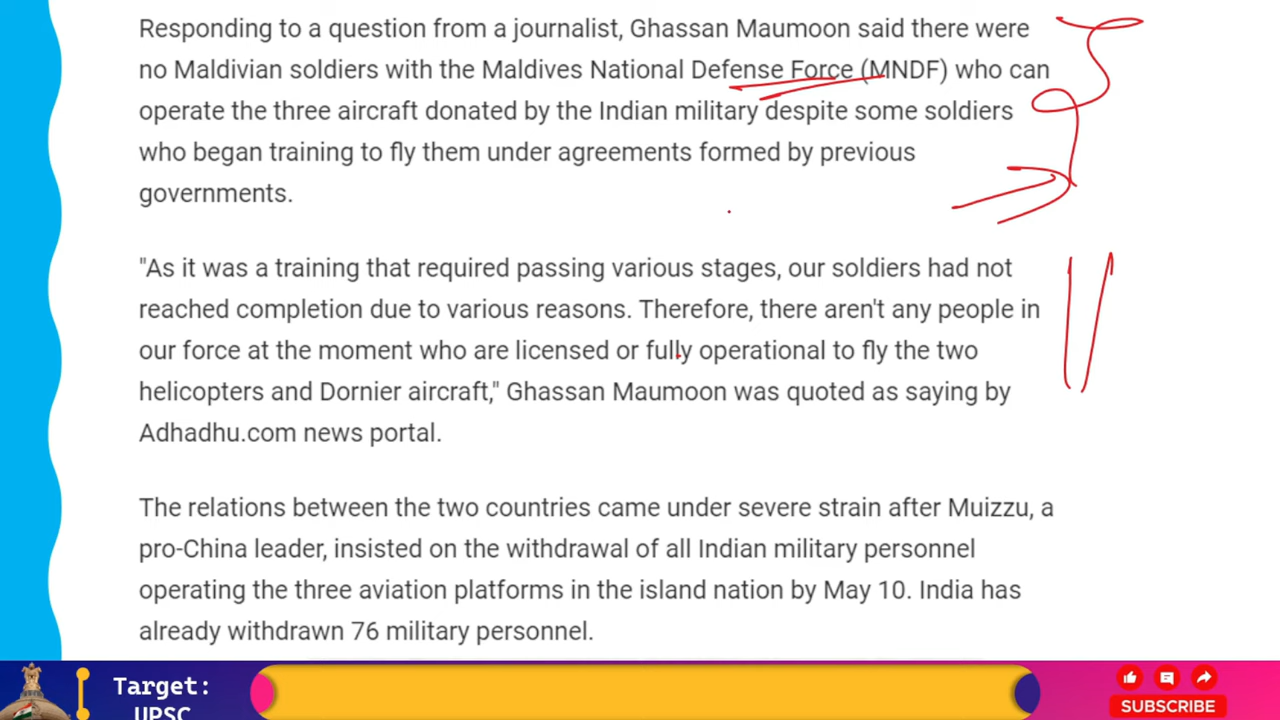 Responding to a question from a journalist, Ghassan Maumoon said there were
no Maldivian soldiers with the Maldives National Defense Force (MNDF) who can
operate the three aircraft donated by the Indian military despite some soldiers
who began training to fly them under agreements formed by previous
governments.
"As it was a training that required passing various stages, our soldiers had not
reached completion due to various reasons. Therefore, there aren't any people in
our force at the moment who are licensed or fully operational to fly the two
helicopters and Dornier aircraft," Ghassan Maumoon was quoted as saying by
Adhadhu.com news portal.
The relations between the two countries came under severe strain after Muizzu, a
pro-China leader, insisted on the withdrawal of all Indian military personnel
operating the three aviation platforms in the island nation by May 10. India has
already withdrawn 76 military personnel.
Target:
UPSC
SUBSCRIBE